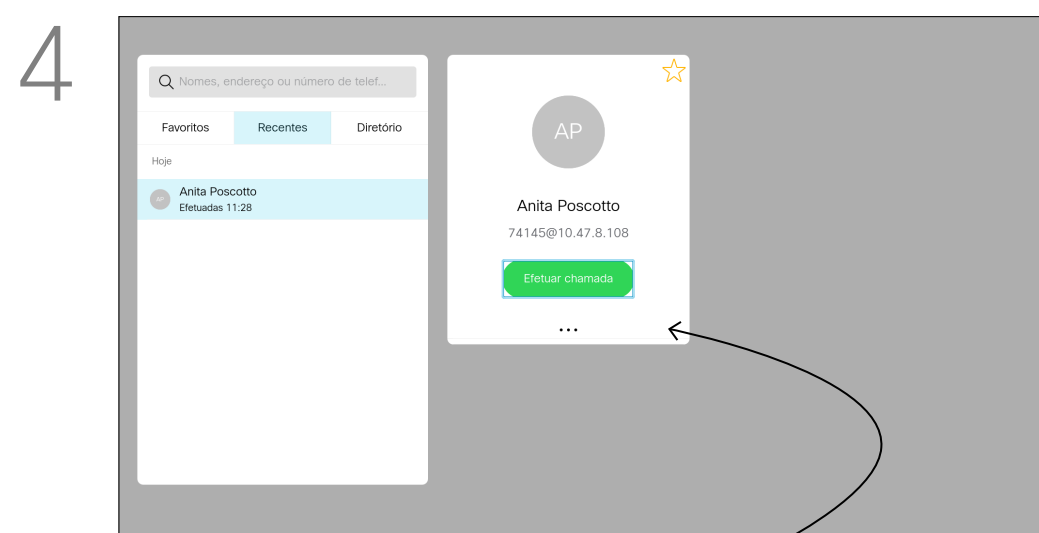 4
Nomes, endereço ou número de telef...
Favoritos Recentes Diretório
Hoje
AP
Anita Poscotto
Efetuadas 11:28
AP
Anita Poscotto
74145@10.47.8.108
Efetuar chamada